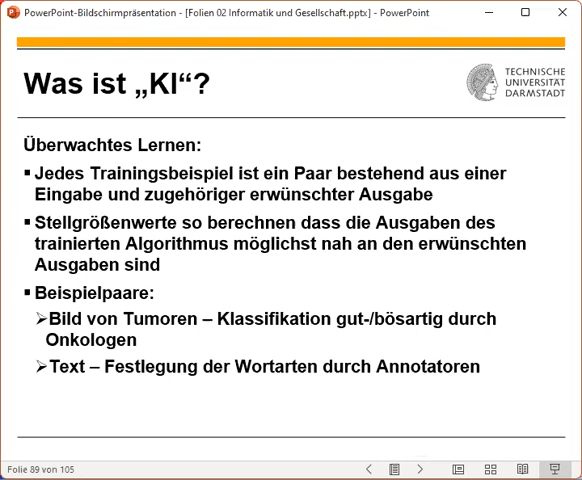 PowerPoint-Bildschirmpräsentation - [Folien 02 Informatik und Gesellschaft.pptx] - PowerPoint
Was ist „KI“?
TECHNISCHE
UNIVERSITÄT
DARMSTADT
Überwachtes Lernen:
▪ Jedes Trainingsbeispiel ist ein Paar bestehend aus einer
Eingabe und zugehöriger erwünschter Ausgabe
▪ Stellgrößenwerte so berechnen dass die Ausgaben des
trainierten Algorithmus möglichst nah an den erwünschten
Ausgaben sind
▪ Beispielpaare:
➢Bild von Tumoren – Klassifikation gut-/bösartig durch
Onkologen
➢Text – Festlegung der Wortarten durch Annotatoren
Folie 89 von 105